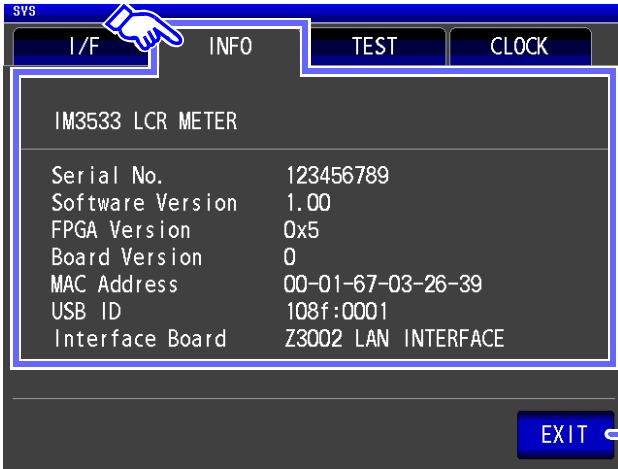 SYS
I/F INFO TEST CLOCK
IM3533 LCR METER
Serial No. 123456789
Software Version 1.00
FPGA Version 0x5
Board Version 0
MAC Address 00-01-67-03-26-39
USB ID 108f:0001
Interface Board Z3002 LAN INTERFACE
EXIT